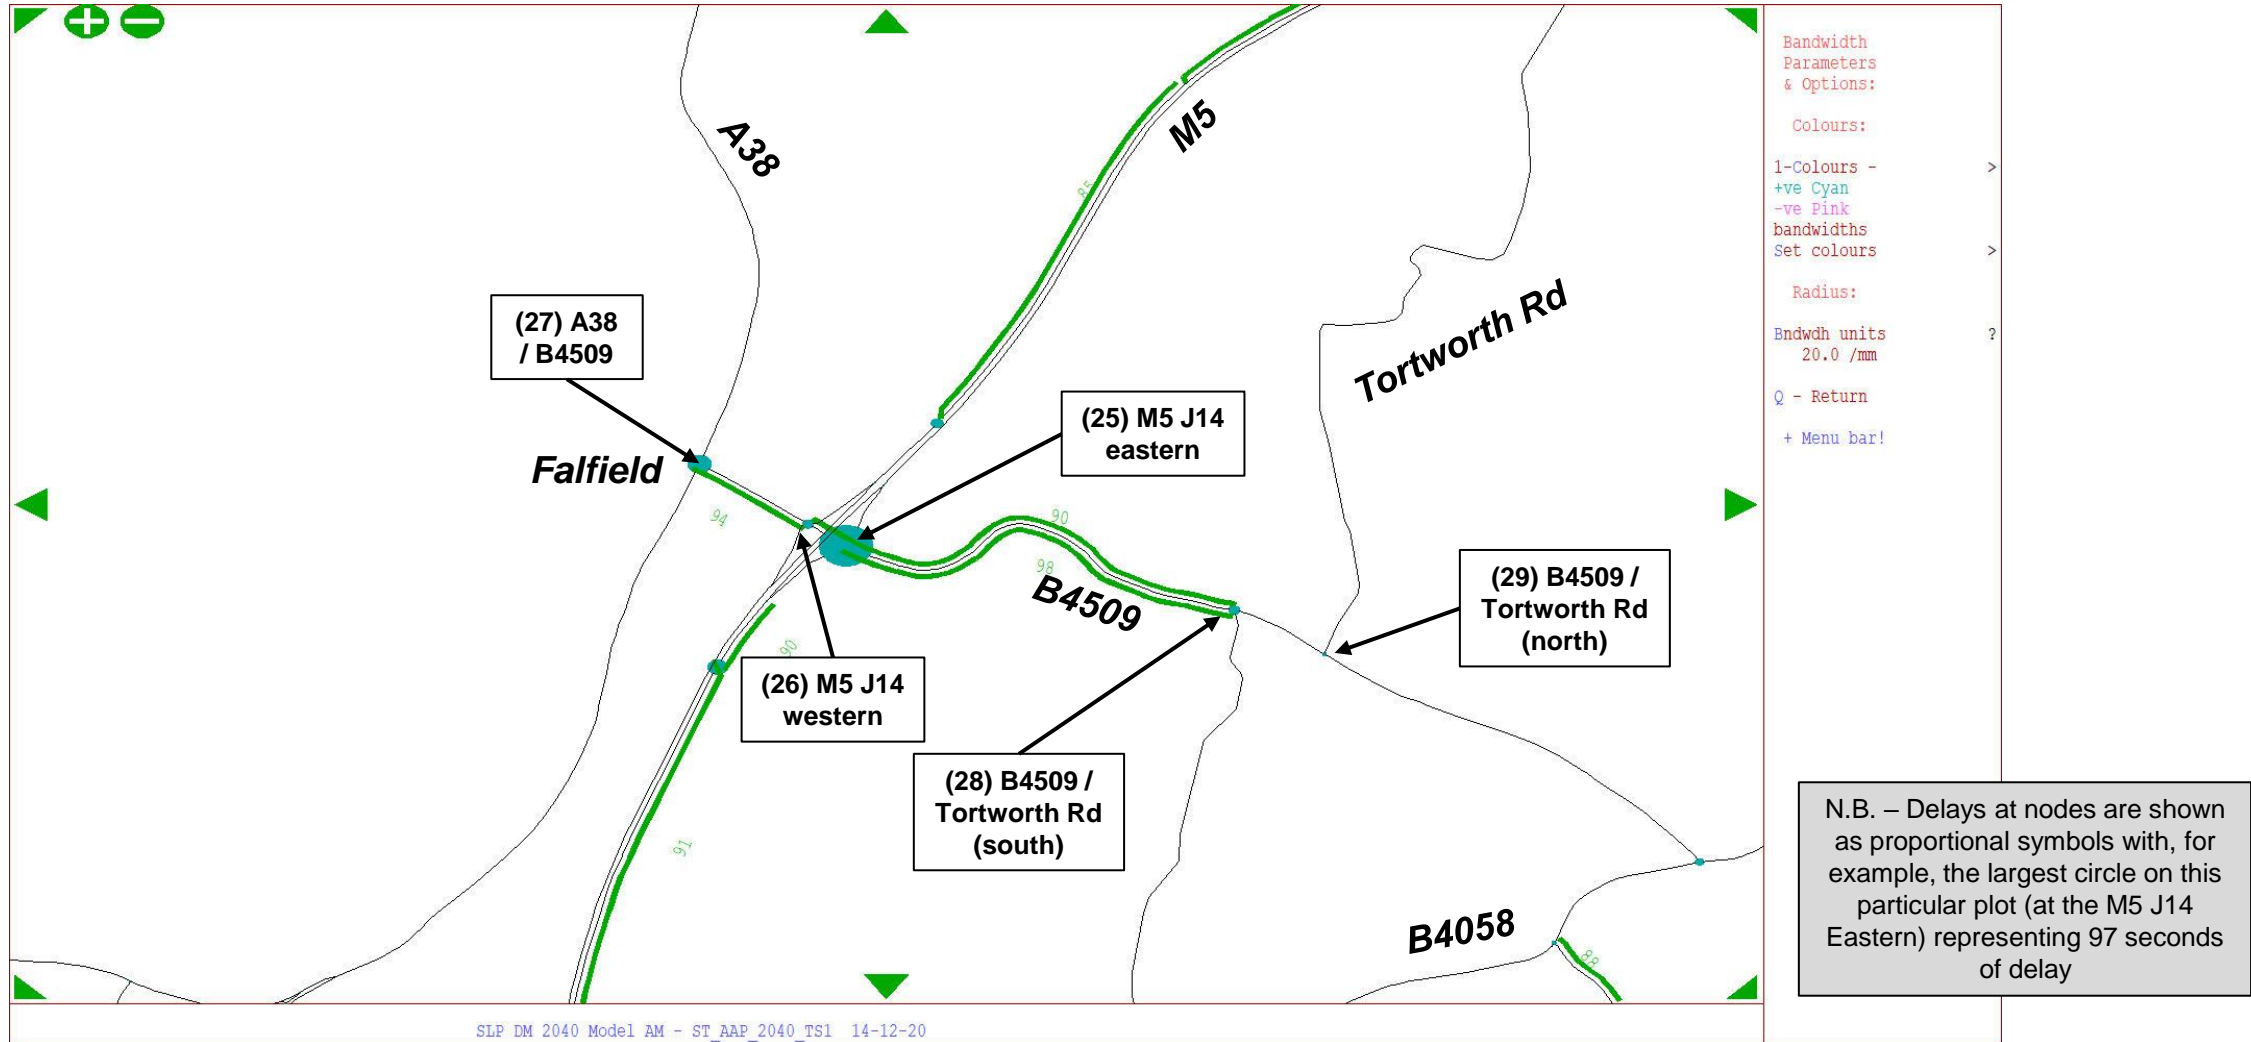 A38
M5
85
Tortworth Rd
(27) A38
/ B4509
(25) M5 J14
eastern
Falfield
94
90
98
B4509
(29) B4509 /
Tortworth Rd
(north)
90
(26) M5 J14
western
(28) B4509 /
Tortworth Rd
(south)
91
B4058
88
SLP DM 2040 Model AM - ST_AAP_2040_TS1 14-12-20
Bandwidth
Parameters
& Options:
Colours:
1-Colours - >
+ve Cyan
-ve Pink
bandwidths
Set colours >
Radius:
Bndwdh units ?
20.0 /mm
Q - Return
+ Menu bar!
N.B. – Delays at nodes are shown
as proportional symbols with, for
example, the largest circle on this
particular plot (at the M5 J14
Eastern) representing 97 seconds
of delay